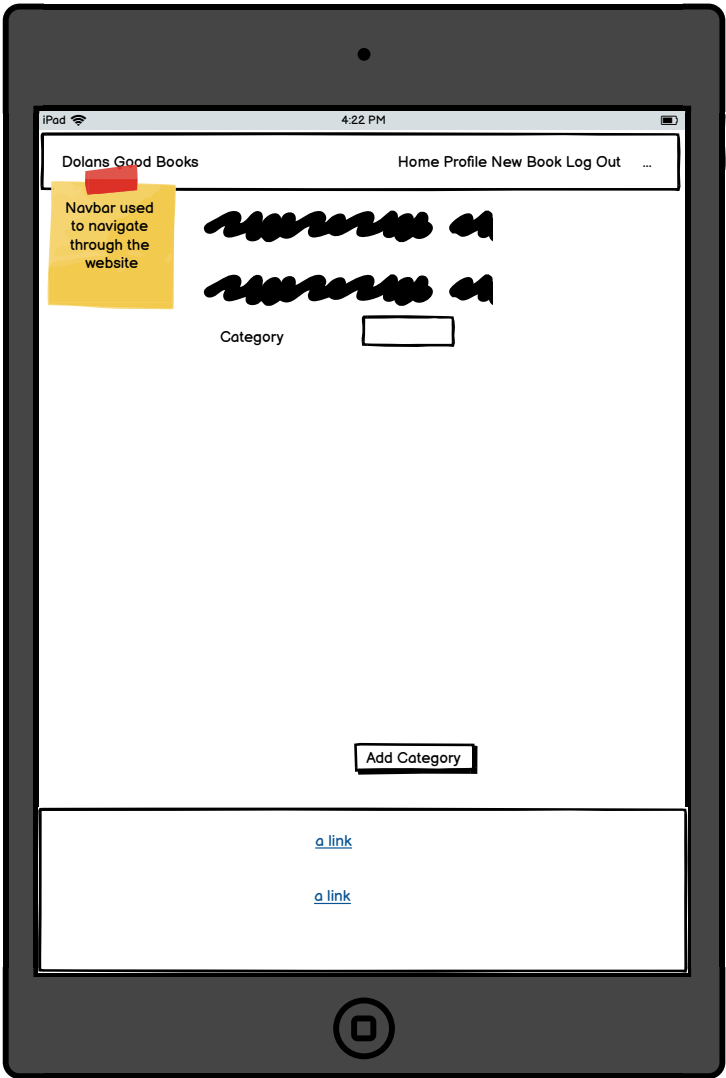 iPad 4:22 PM
Dolans Good Books Home Profile New Book Log Out ...
Navbar used
to navigate
through the
website
Category
Add Category
a link
a link